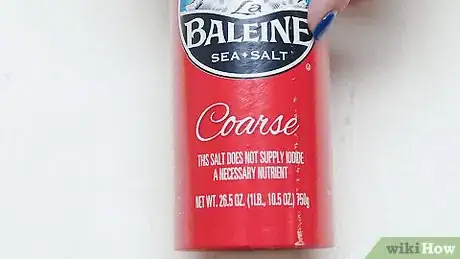 La
BALEINE
SEA SALT
Coarse
THIS SALT DOES NOT SUPPLY IODIDE
A NECESSARY NUTRIENT
NET WT. 26.5 OZ. (1LB., 10.5 OZ.) 750g
wikiHow